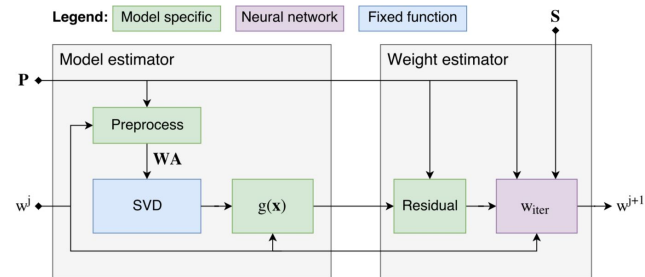 Legend: Model specific Neural network Fixed function
S
Model estimator Weight estimator
P
Preprocess
WA
w^j SVD g(x) Residual w_iter w^{j+1}